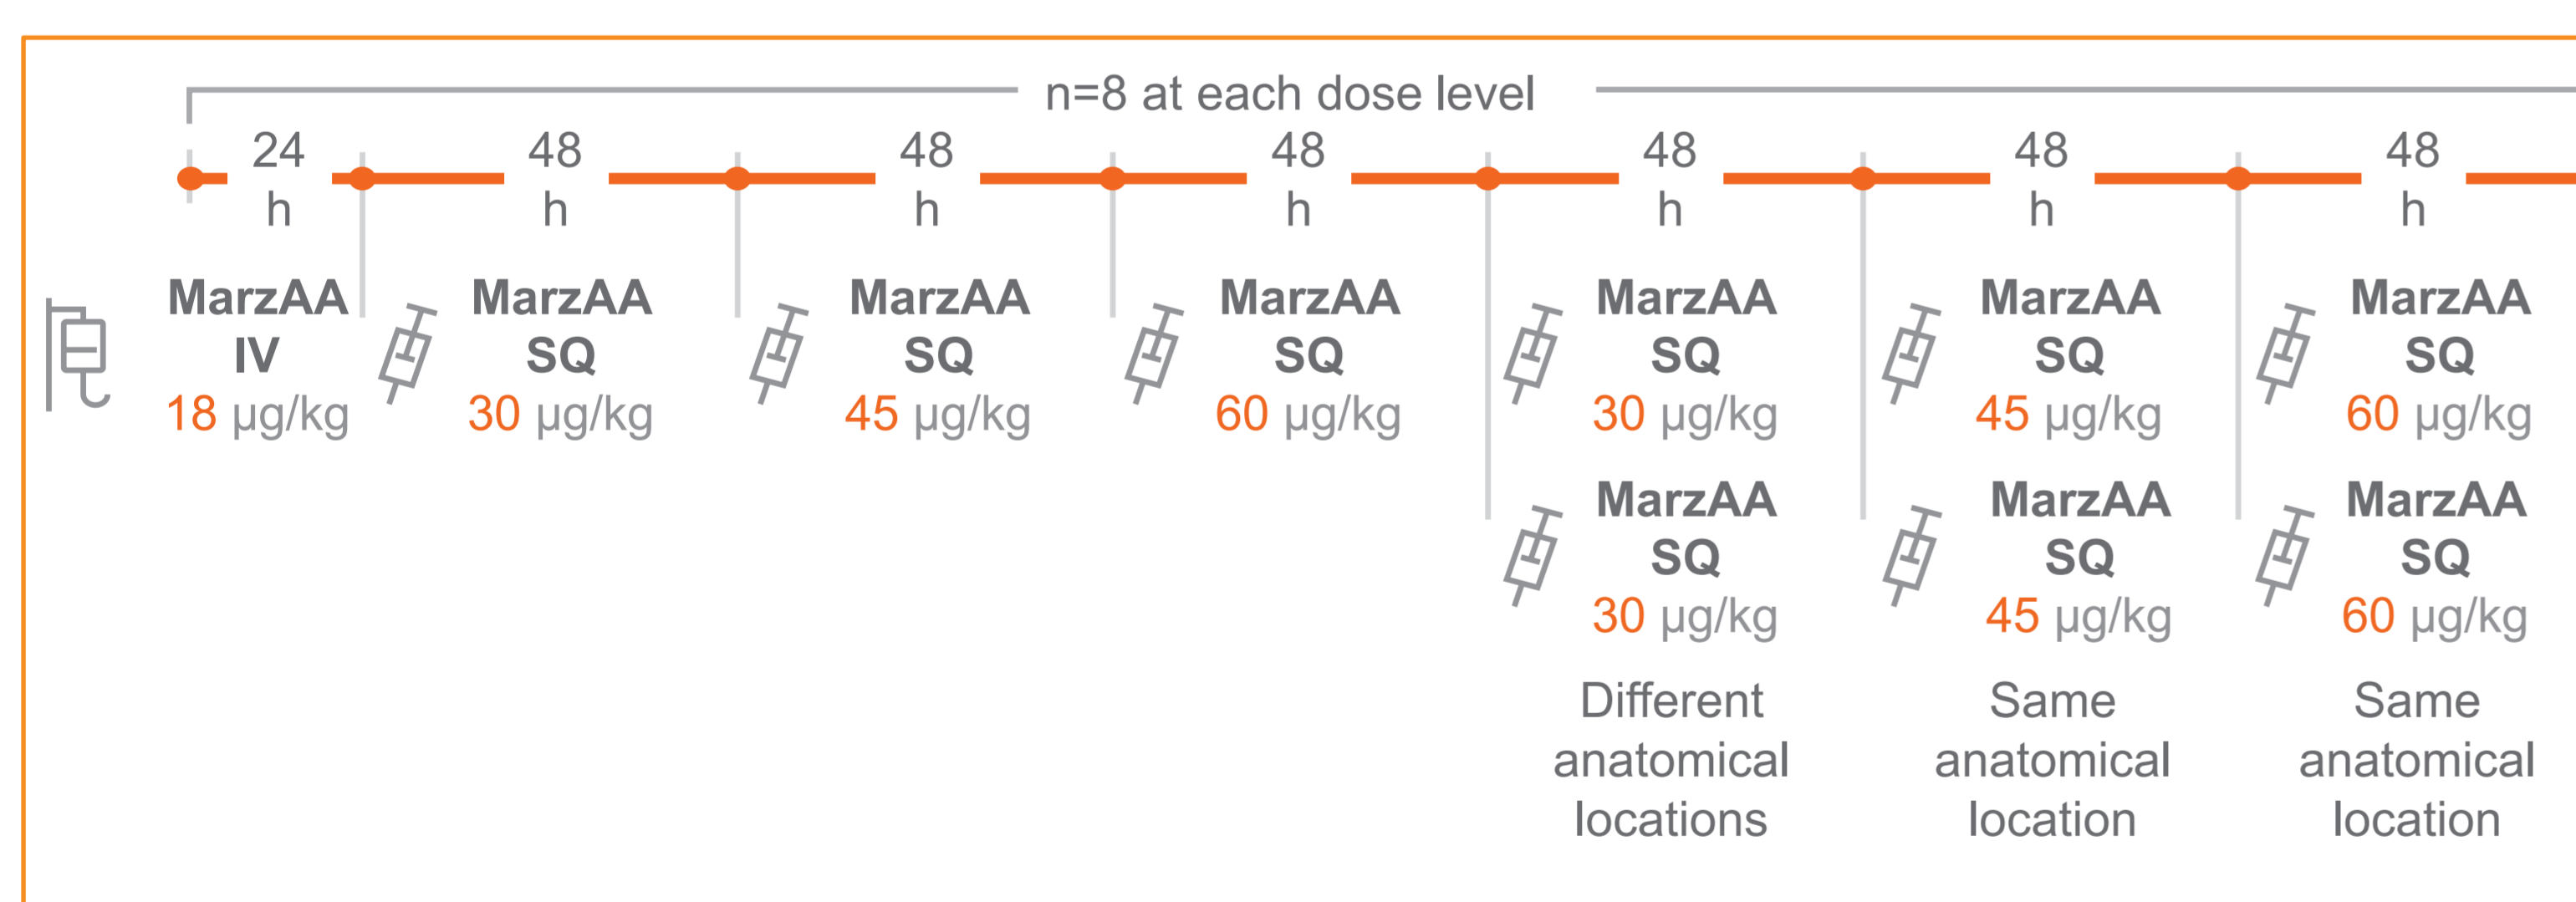 n=8 at each dose level
24 48 48 48 48 48 48
h h h h h h h
MarzAA MarzAA MarzAA MarzAA MarzAA MarzAA MarzAA
IV SQ SQ SQ SQ SQ SQ
18 µg/kg 30 µg/kg 45 µg/kg 60 µg/kg 30 µg/kg 45 µg/kg 60 µg/kg
MarzAA MarzAA MarzAA
SQ SQ SQ
30 µg/kg 45 µg/kg 60 µg/kg
Different Same Same
anatomical anatomical anatomical
locations location location